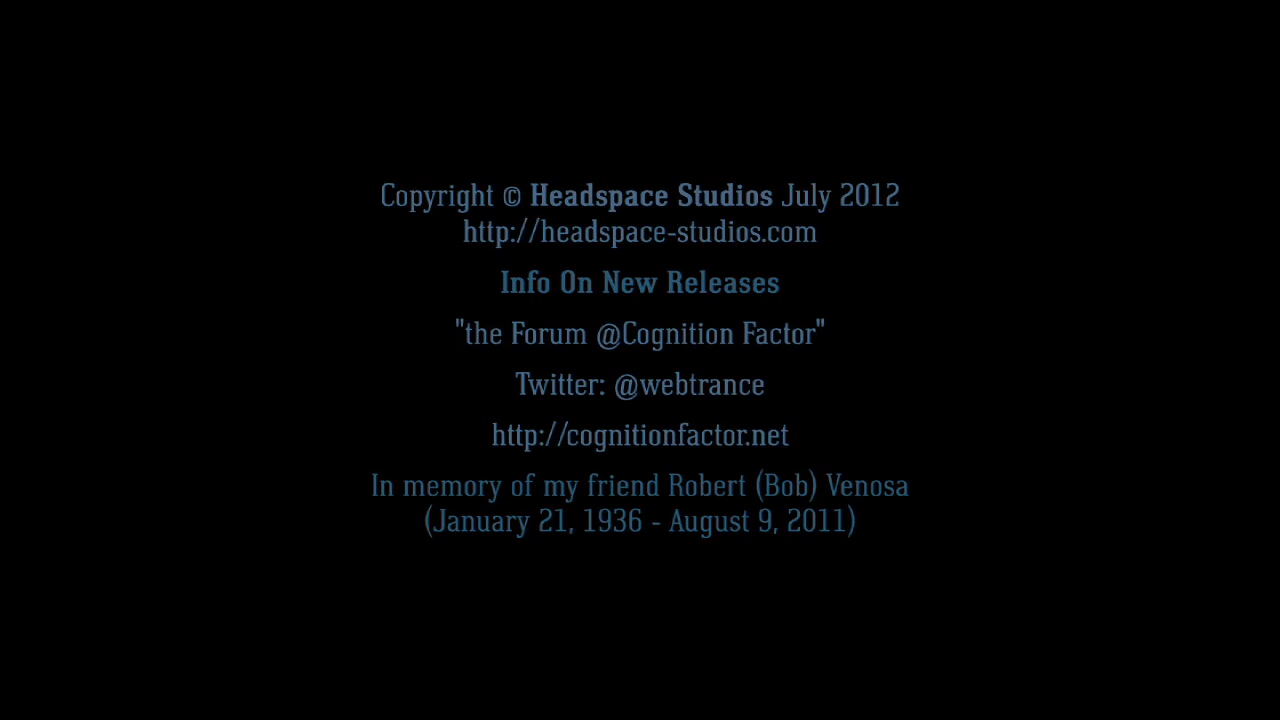 Copyright © Headspace Studios July 2012
http://headspace-studios.com
Info On New Releases
"the Forum @Cognition Factor"
Twitter: @webtrance
http://cognitionfactor.net
In memory of my friend Robert (Bob) Venosa
(January 21, 1936 - August 9, 2011)